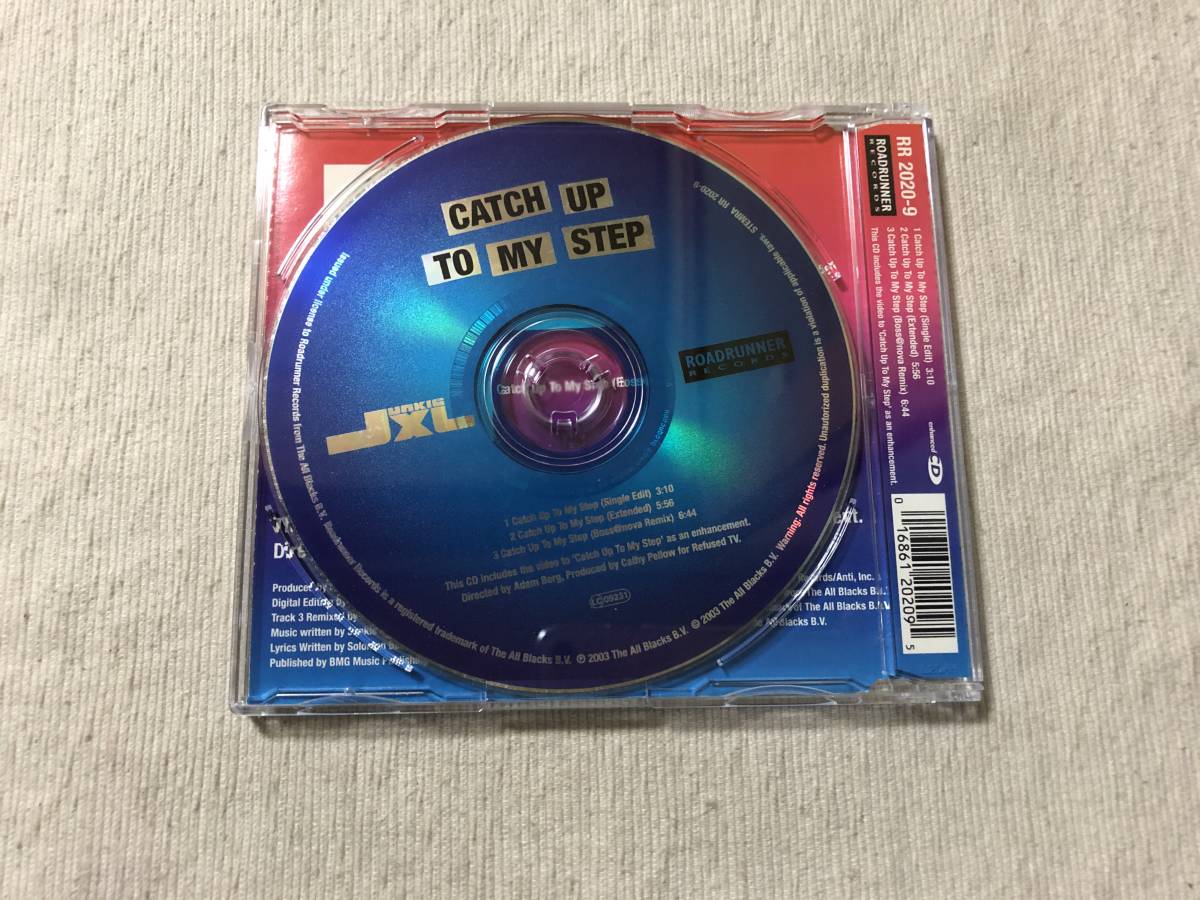 CATCH UP
TO MY STEP
ROADRUNNER
RECORDS
JUNKIE
JXL
Catch Up To My Step
1 Catch Up To My Step (Single Edit) 3:10
2 Catch Up To My Step (Extended) 5:56
3 Catch Up To My Step (Boss@nova Remix) 6:44
This CD includes the video to 'Catch Up To My Step' as an enhancement.
Directed by Adam Berg, Produced by Cathy Pellow for Refused TV.
LC 09231
Issued under license to Roadrunner Records from The All Blacks B.V. Roadrunner Records is a registered trademark of The All Blacks B.V. ℗ 2003 The All Blacks B.V. © 2003 The All Blacks B.V. Warning: All rights reserved. Unauthorized duplication is a violation of applicable laws. STEMRA RR 2020-9
Digital Editing by
Track 3 Remixed by
Music written by
Lyrics Written by Solomon
Published by BMG Music Publishing
Records/Anti, Inc.
The All Blacks B.V.
of The All Blacks B.V.
Blacks B.V.
RR 2020-9
ROADRUNNER
RECORDS
1 Catch Up To My Step (Single Edit) 3:10
2 Catch Up To My Step (Extended) 5:56
3 Catch Up To My Step (Boss@nova Remix) 6:44
This CD includes the video to 'Catch Up To My Step' as an enhancement.
enhanced CD
0 16861 20209 5